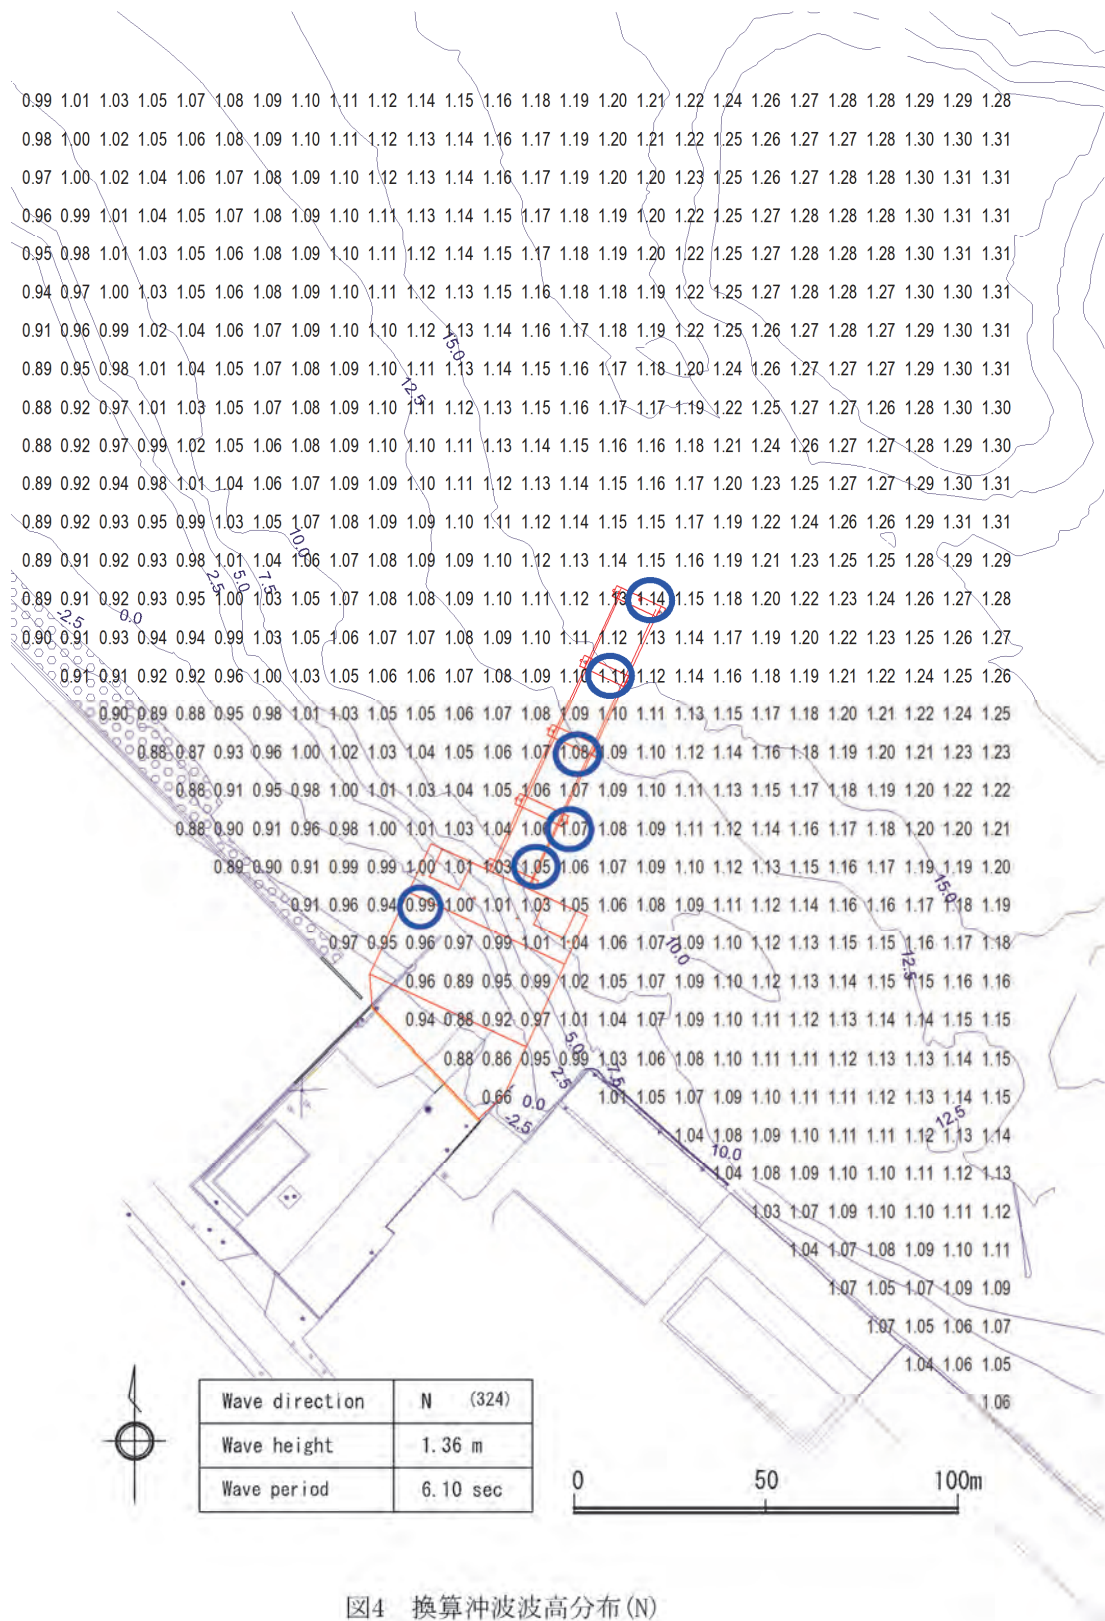 0.99 1.01 1.03 1.05 1.07 1.08 1.09 1.10 1.11 1.12 1.14 1.15 1.16 1.18 1.19 1.20 1.21 1.22 1.24 1.26 1.27 1.28 1.28 1.29 1.29 1.28
0.98 1.00 1.02 1.05 1.06 1.08 1.09 1.10 1.11 1.12 1.13 1.14 1.16 1.17 1.19 1.20 1.21 1.22 1.25 1.26 1.27 1.27 1.28 1.30 1.30 1.31
0.97 1.00 1.02 1.04 1.06 1.07 1.08 1.09 1.10 1.12 1.13 1.14 1.16 1.17 1.19 1.20 1.20 1.23 1.25 1.26 1.27 1.28 1.28 1.30 1.31 1.31
0.96 0.99 1.01 1.04 1.05 1.07 1.08 1.09 1.10 1.11 1.13 1.14 1.15 1.17 1.18 1.19 1.20 1.22 1.25 1.27 1.28 1.28 1.28 1.30 1.31 1.31
0.95 0.98 1.01 1.03 1.05 1.06 1.08 1.09 1.10 1.11 1.12 1.14 1.15 1.17 1.18 1.19 1.20 1.22 1.25 1.27 1.28 1.28 1.28 1.30 1.31 1.31
0.94 0.97 1.00 1.03 1.05 1.06 1.08 1.09 1.10 1.11 1.12 1.13 1.15 1.16 1.18 1.18 1.19 1.22 1.25 1.27 1.28 1.28 1.27 1.30 1.30 1.31
0.91 0.96 0.99 1.02 1.04 1.06 1.07 1.09 1.10 1.10 1.12 1.13 1.14 1.16 1.17 1.18 1.19 1.22 1.25 1.26 1.27 1.28 1.27 1.29 1.30 1.31
15.0
0.89 0.95 0.98 1.01 1.04 1.05 1.07 1.08 1.09 1.10 1.11 1.13 1.14 1.15 1.16 1.17 1.18 1.20 1.24 1.26 1.27 1.27 1.27 1.29 1.30 1.31
12.5
0.88 0.92 0.97 1.01 1.03 1.05 1.07 1.08 1.09 1.10 1.11 1.12 1.13 1.15 1.16 1.17 1.17 1.19 1.22 1.25 1.27 1.27 1.26 1.28 1.30 1.30
0.88 0.92 0.97 0.99 1.02 1.05 1.06 1.08 1.09 1.10 1.10 1.11 1.13 1.14 1.15 1.16 1.16 1.18 1.21 1.24 1.26 1.27 1.27 1.28 1.29 1.30
0.89 0.92 0.94 0.98 1.01 1.04 1.06 1.07 1.09 1.09 1.10 1.11 1.12 1.13 1.14 1.15 1.16 1.17 1.20 1.23 1.25 1.27 1.27 1.29 1.30 1.31
0.89 0.92 0.93 0.95 0.99 1.03 1.05 1.07 1.08 1.09 1.09 1.10 1.11 1.12 1.14 1.15 1.15 1.17 1.19 1.22 1.24 1.26 1.26 1.29 1.31 1.31
10.0
0.89 0.91 0.92 0.93 0.98 1.01 1.04 1.06 1.07 1.08 1.09 1.09 1.10 1.12 1.13 1.14 1.15 1.16 1.19 1.21 1.23 1.25 1.25 1.28 1.29 1.29
2.5 5.0 7.5
0.89 0.91 0.92 0.93 0.95 1.00 1.03 1.05 1.07 1.08 1.08 1.09 1.10 1.11 1.12 1.13 1.14 1.15 1.18 1.20 1.22 1.23 1.24 1.26 1.27 1.28
-2.5 0.0
0.90 0.91 0.93 0.94 0.94 0.99 1.03 1.05 1.06 1.07 1.07 1.08 1.09 1.10 1.11 1.12 1.13 1.14 1.17 1.19 1.20 1.22 1.23 1.25 1.26 1.27
0.91 0.91 0.92 0.92 0.96 1.00 1.03 1.05 1.06 1.06 1.07 1.08 1.09 1.10 1.11 1.12 1.14 1.16 1.18 1.19 1.21 1.22 1.24 1.25 1.26
0.90 0.89 0.88 0.95 0.98 1.01 1.03 1.05 1.05 1.06 1.07 1.08 1.09 1.10 1.11 1.13 1.15 1.17 1.18 1.20 1.21 1.22 1.24 1.25
0.88 0.87 0.93 0.96 1.00 1.02 1.03 1.04 1.05 1.06 1.07 1.08 1.09 1.10 1.12 1.14 1.16 1.18 1.19 1.20 1.21 1.23 1.23
0.86 0.91 0.95 0.98 1.00 1.01 1.03 1.04 1.05 1.06 1.07 1.09 1.10 1.11 1.13 1.15 1.17 1.18 1.19 1.20 1.22 1.22
0.88 0.90 0.91 0.96 0.98 1.00 1.01 1.03 1.04 1.06 1.07 1.08 1.09 1.11 1.12 1.14 1.16 1.17 1.18 1.20 1.20 1.21
0.89 0.90 0.91 0.99 0.99 1.00 1.01 1.03 1.05 1.06 1.07 1.09 1.10 1.12 1.13 1.15 1.16 1.17 1.19 1.19 1.20
15.0
0.91 0.96 0.94 0.99 1.00 1.01 1.03 1.05 1.06 1.08 1.09 1.11 1.12 1.14 1.16 1.16 1.17 1.18 1.19
0.97 0.95 0.96 0.97 0.99 1.01 1.04 1.06 1.07 1.09 1.10 1.12 1.13 1.15 1.15 1.16 1.17 1.18
10.0 12.5
0.96 0.89 0.95 0.99 1.02 1.05 1.07 1.09 1.10 1.12 1.13 1.14 1.15 1.15 1.16 1.16
0.94 0.88 0.92 0.97 1.01 1.04 1.07 1.09 1.10 1.11 1.12 1.13 1.14 1.14 1.15 1.15
5.0
0.88 0.86 0.95 0.99 1.03 1.06 1.08 1.10 1.11 1.11 1.12 1.13 1.13 1.14 1.15
2.5 7.5
0.66 0.0 1.01 1.05 1.07 1.09 1.10 1.11 1.11 1.12 1.13 1.14 1.15
-2.5 12.5
1.04 1.08 1.09 1.10 1.11 1.11 1.12 1.13 1.14
10.0
1.04 1.08 1.09 1.10 1.10 1.11 1.12 1.13
1.03 1.07 1.09 1.10 1.10 1.11 1.12
1.04 1.07 1.08 1.09 1.10 1.11
1.07 1.05 1.07 1.09 1.09
1.07 1.05 1.06 1.07
1.04 1.06 1.05
1.06
Wave direction N (324)
Wave height 1.36 m
Wave period 6.10 sec
0 50 100m
図4 換算沖波波高分布(N)